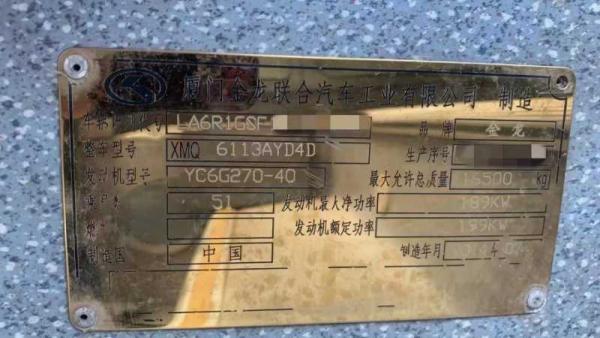 厦门金龙联合汽车工业有限公司 制造
LA6R1GSF 品牌 金龙
整车型号 XMQ 6113AYD4D 生产序号
发动机型号 YC6G270-40 最大允许总质量 16500 kg
51 发动机最大净功率 189KW
发动机额定功率 199KW
制造国 中国 制造年月